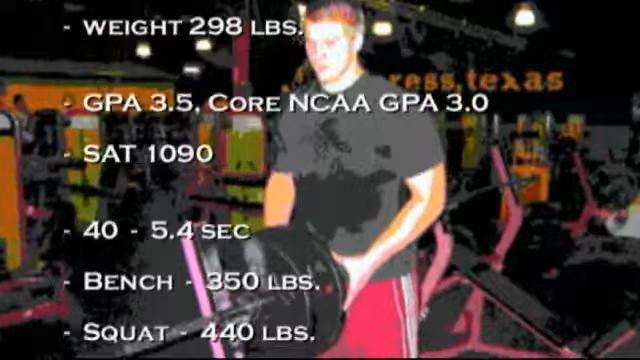 - WEIGHT 298 LBS.
ress, texas
- GPA 3.5, CORE NCAA GPA 3.0
- SAT 1090
- 40 - 5.4 SEC
- BENCH - 350 LBS.
- SQUAT - 440 LBS.